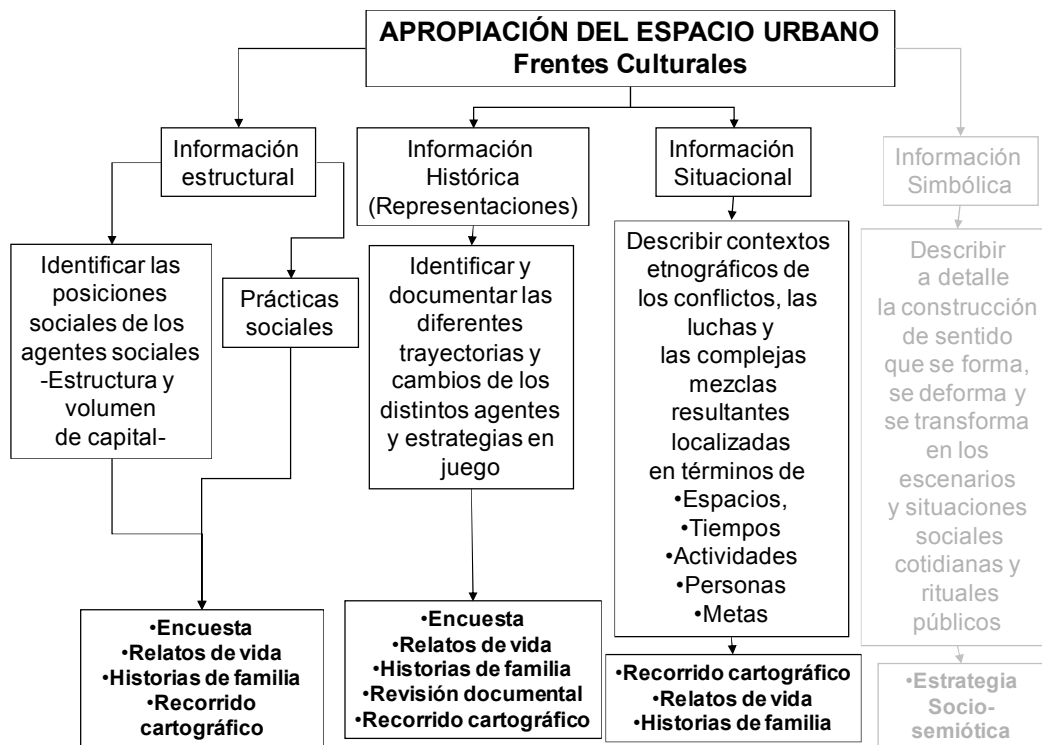 APROPIACIÓN DEL ESPACIO URBANO
Frentes Culturales
Información
estructural
Información
Histórica
(Representaciones)
Información
Situacional
Información
Simbólica
Identificar las
posiciones
sociales de los
agentes sociales
-Estructura y
volumen
de capital-
Prácticas
sociales
Identificar y
documentar las
diferentes
trayectorias y
cambios de los
distintos agentes
y estrategias en
juego
Describir contextos
etnográficos de
los conflictos, las
luchas y
las complejas
mezclas
resultantes
localizadas
en términos de
•Espacios,
•Tiempos
•Actividades
•Personas
•Metas
Describir
a detalle
la construcción
de sentido
que se forma,
se deforma y
se transforma
en los
escenarios
y situaciones
sociales
cotidianas y
rituales
públicos
•Encuesta
•Relatos de vida
•Historias de familia
•Recorrido
cartográfico
•Encuesta
•Relatos de vida
•Historias de familia
•Revisión documental
•Recorrido cartográfico
•Recorrido cartográfico
•Relatos de vida
•Historias de familia
•Estrategia
Socio-
semiótica